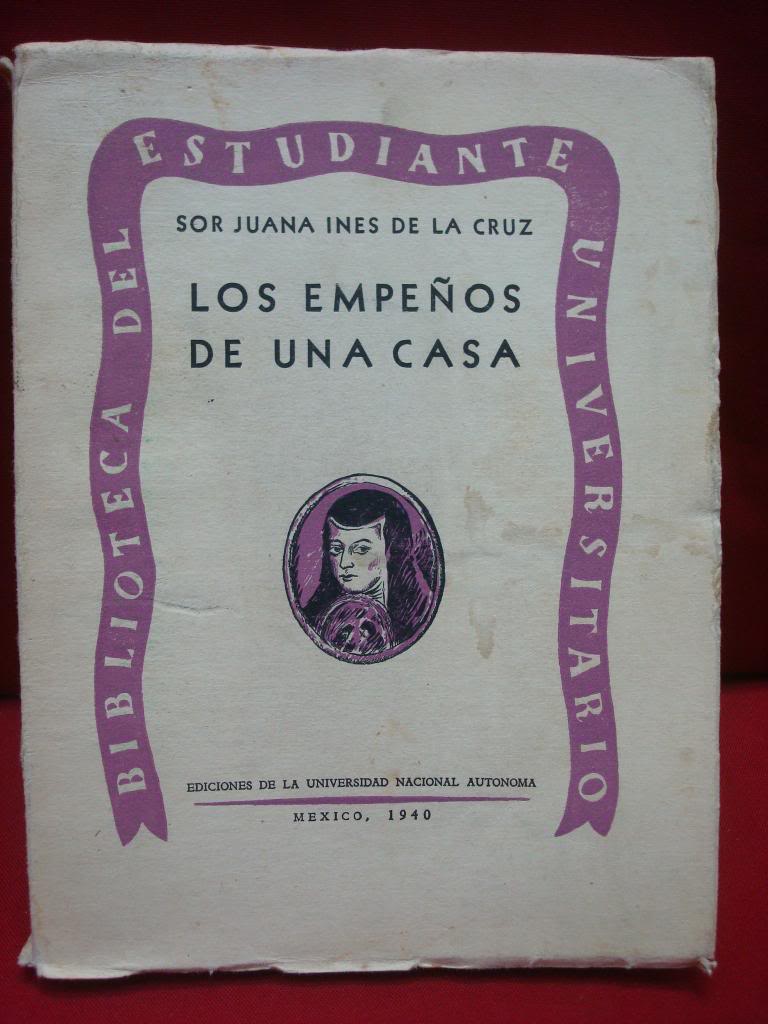 BIBLIOTECA DEL ESTUDIANTE UNIVERSITARIO
SOR JUANA INES DE LA CRUZ
LOS EMPEÑOS
DE UNA CASA
EDICIONES DE LA UNIVERSIDAD NACIONAL AUTONOMA
MEXICO, 1940